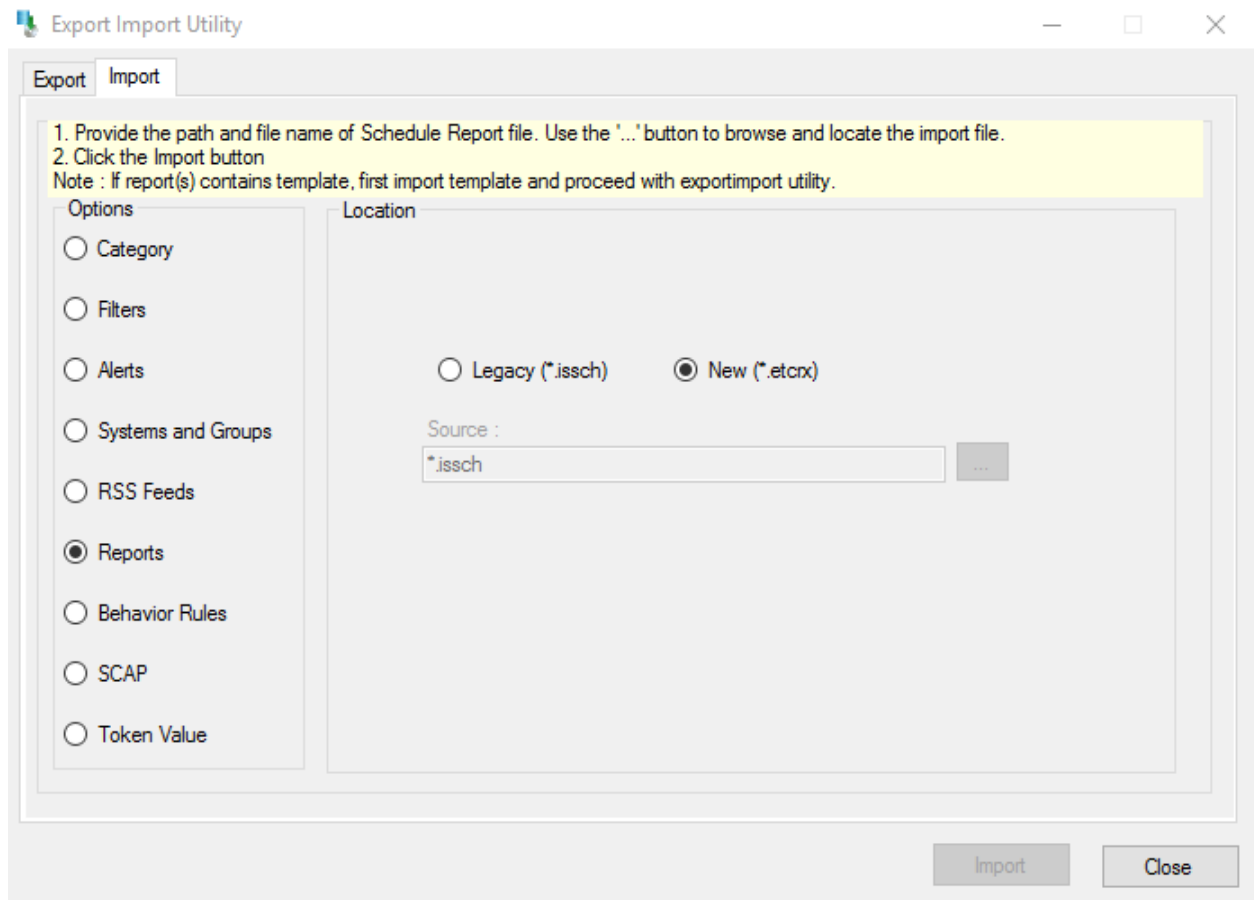 Export Import Utility
Export
Import
1. Provide the path and file name of Schedule Report file. Use the '...' button to browse and locate the import file.
2. Click the Import button
Note : If report(s) contains template, first import template and proceed with exportimport utility.
Options
Category
Filters
Alerts
Systems and Groups
RSS Feeds
Reports
Behavior Rules
SCAP
Token Value
Location
Legacy (*.issch)
New (*.etcrx)
Source :
*.issch
...
Import
Close